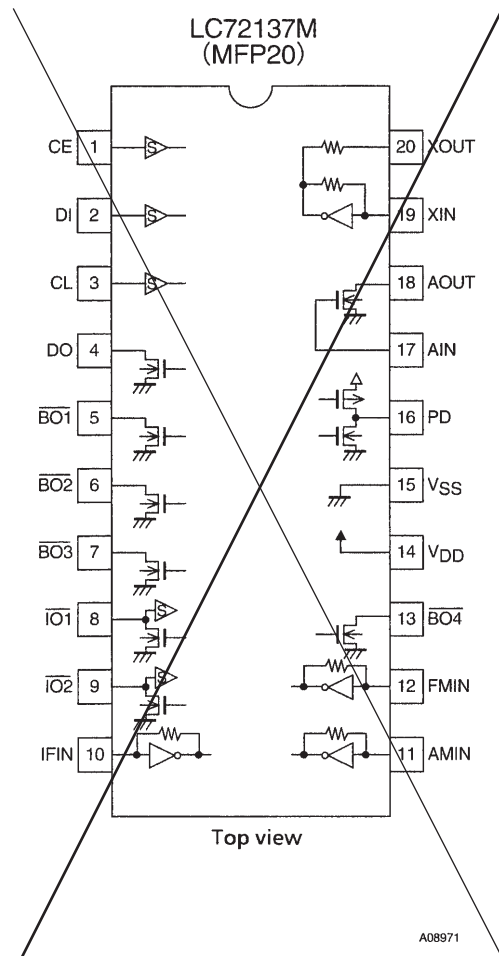 LC72137M
(MFP20)
CE 1 S 20 XOUT
DI 2 S 19 XIN
CL 3 S 18 AOUT
DO 4 17 AIN
BO1 5 16 PD
BO2 6 15 VSS
BO3 7 14 VDD
IO1 8 S 13 BO4
IO2 9 S 12 FMIN
IFIN 10 11 AMIN
Top view
A08971